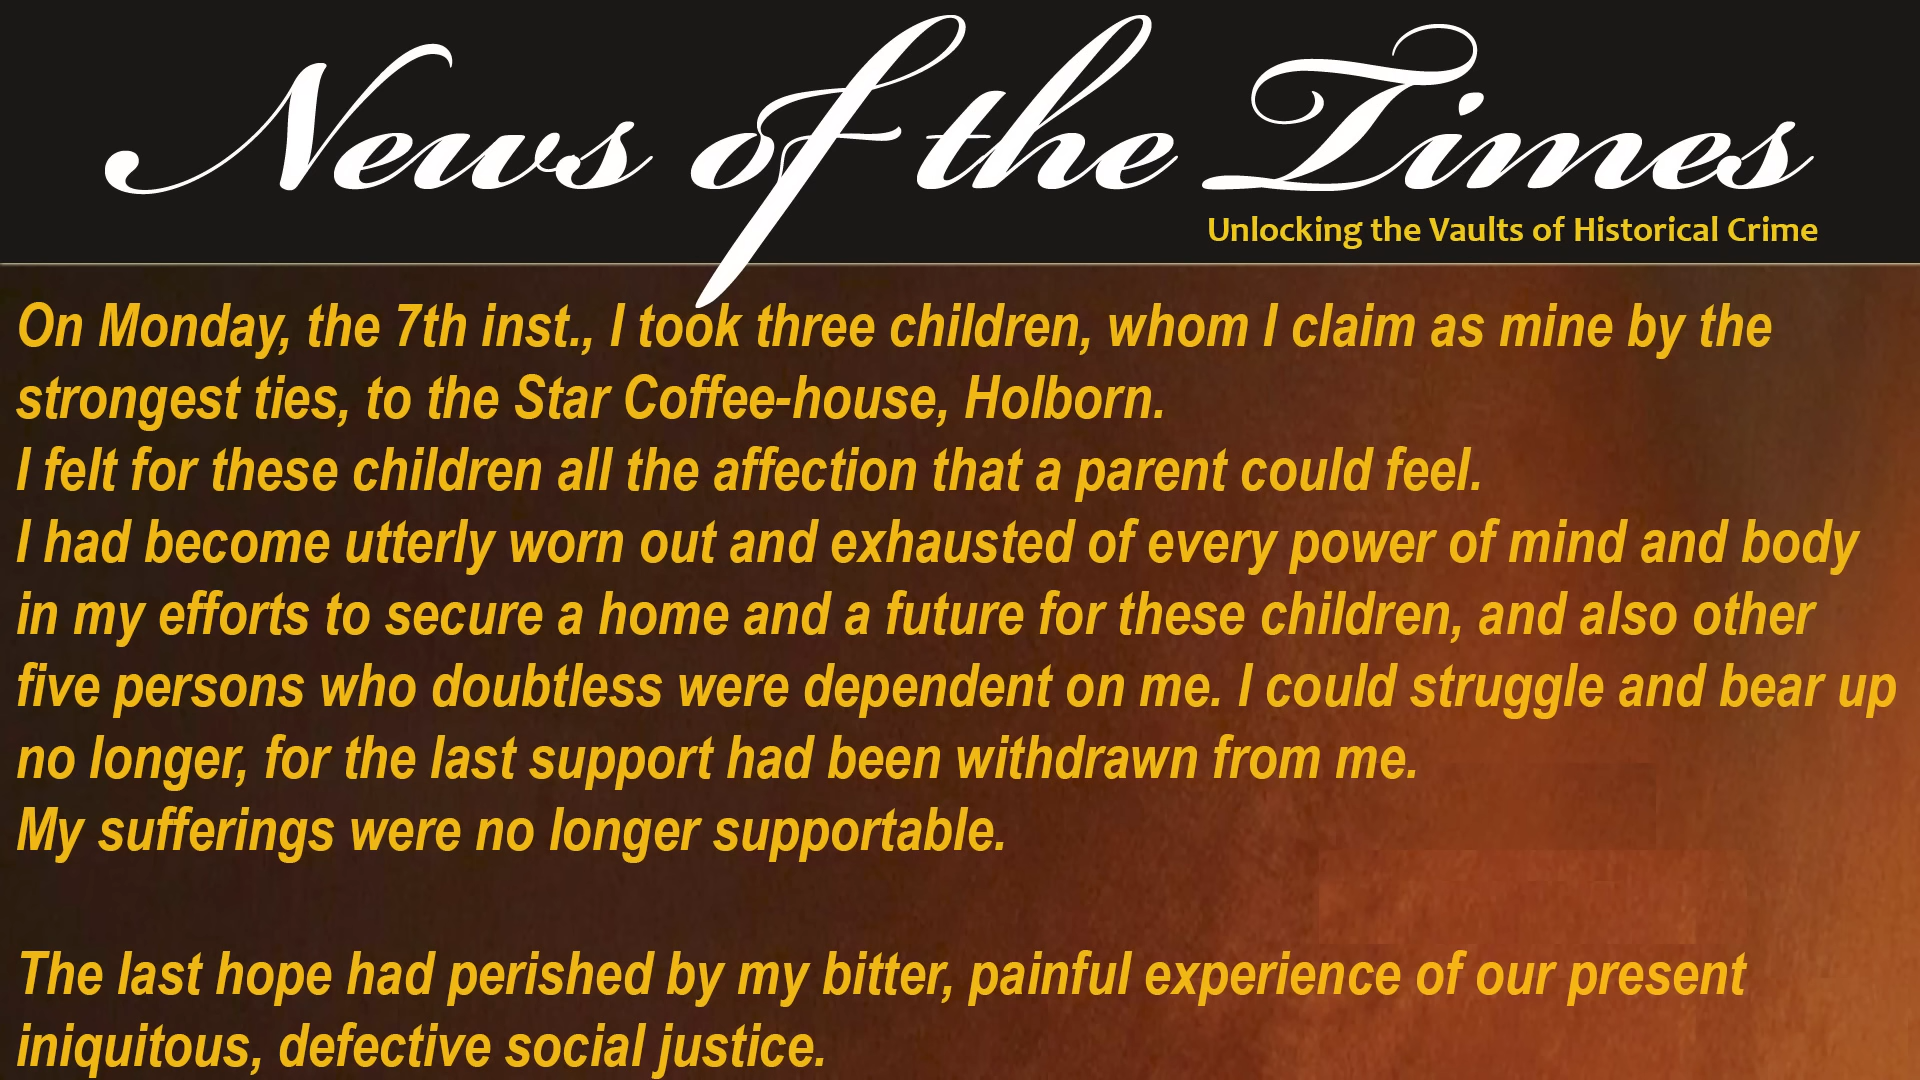 News of the Times
Unlocking the Vaults of Historical Crime
On Monday, the 7th inst., I took three children, whom I claim as mine by the
strongest ties, to the Star Coffee-house, Holborn.
I felt for these children all the affection that a parent could feel.
I had become utterly worn out and exhausted of every power of mind and body
in my efforts to secure a home and a future for these children, and also other
five persons who doubtless were dependent on me. I could struggle and bear up
no longer, for the last support had been withdrawn from me.
My sufferings were no longer supportable.
The last hope had perished by my bitter, painful experience of our present
iniquitous, defective social justice.